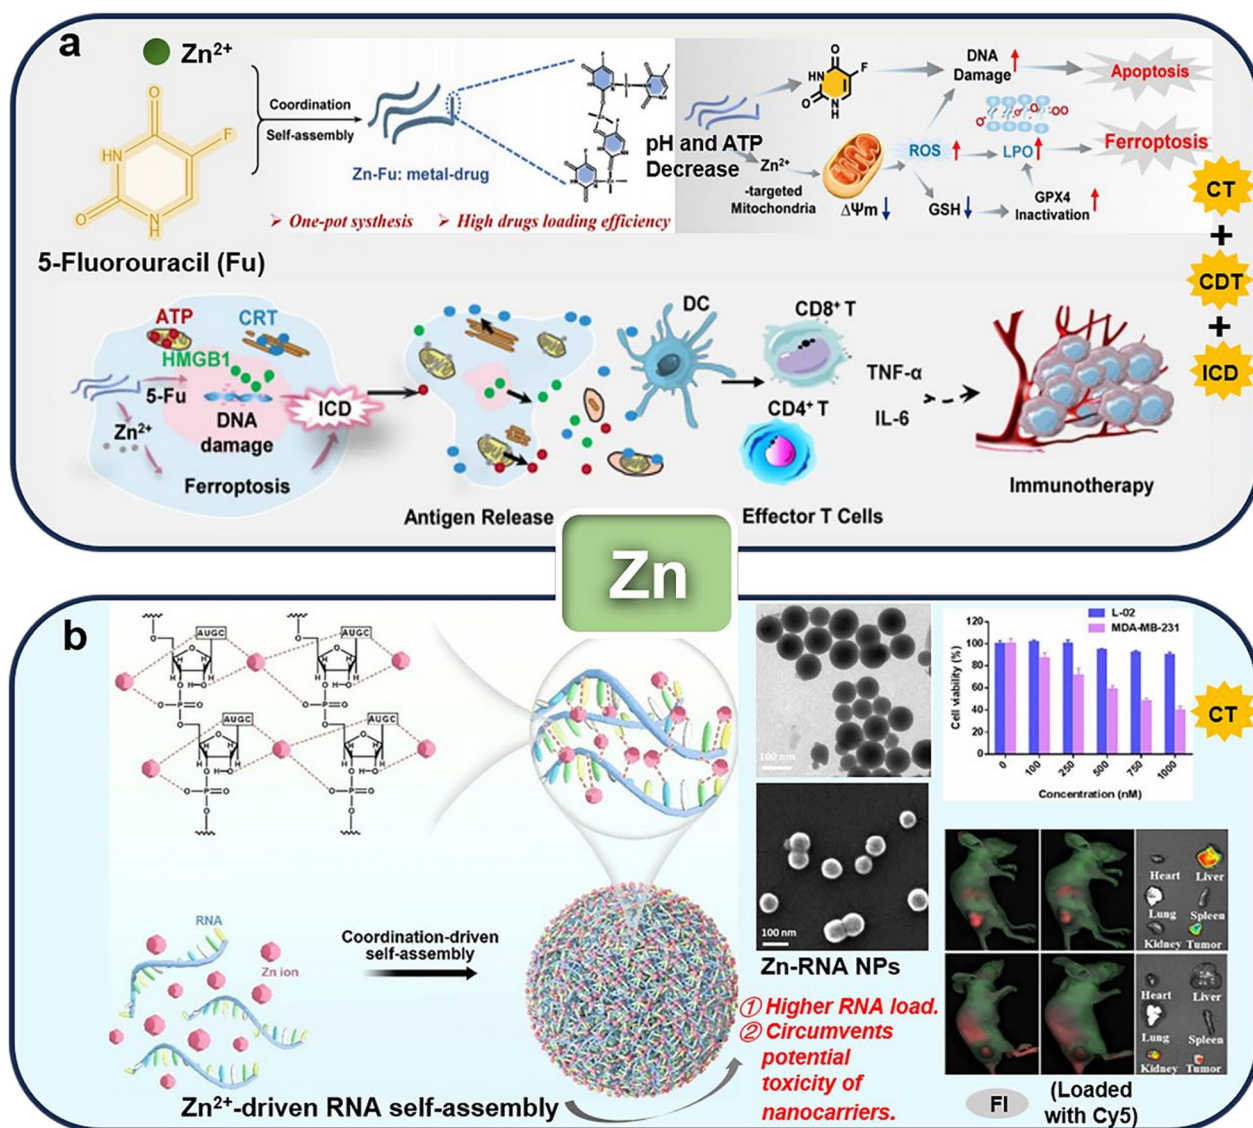 a
Zn²⁺
5-Fluorouracil (Fu)
O
F
HN
O
N
H
Coordination
Self-assembly
Zn-Fu: metal-drug
➢ One-pot systhesis
➢ High drugs loading efficiency
pH and ATP
Decrease
O
F
HN
O
N
H
Zn²⁺
-targeted
Mitochondria
ΔΨm
DNA
Damage
ROS
LPO
GSH
GPX4
Inactivation
Apoptosis
Ferroptosis
CT
+
CDT
+
ICD
ATP
CRT
HMGB1
5-Fu
Zn²⁺
DNA
damage
ICD
Ferroptosis
Antigen Release
DC
CD8⁺ T
CD4⁺ T
Effector T Cells
TNF-α
IL-6
Immunotherapy
Zn
b
AUGC
AUGC
AUGC
AUGC
RNA
Zn ion
Coordination-driven
self-assembly
Zn²⁺-driven RNA self-assembly
100 nm
100 nm
Zn-RNA NPs
① Higher RNA load.
② Circumvents
potential
toxicity of
nanocarriers.
L-02
MDA-MB-231
Cell viability (%)
120
100
80
60
40
20
0
0
100
250
500
750
1000
Concentration (nM)
CT
Heart
Liver
Lung
Spleen
Kidney
Tumor
Heart
Liver
Lung
Spleen
Kidney
Tumor
FI
(Loaded
with Cy5)